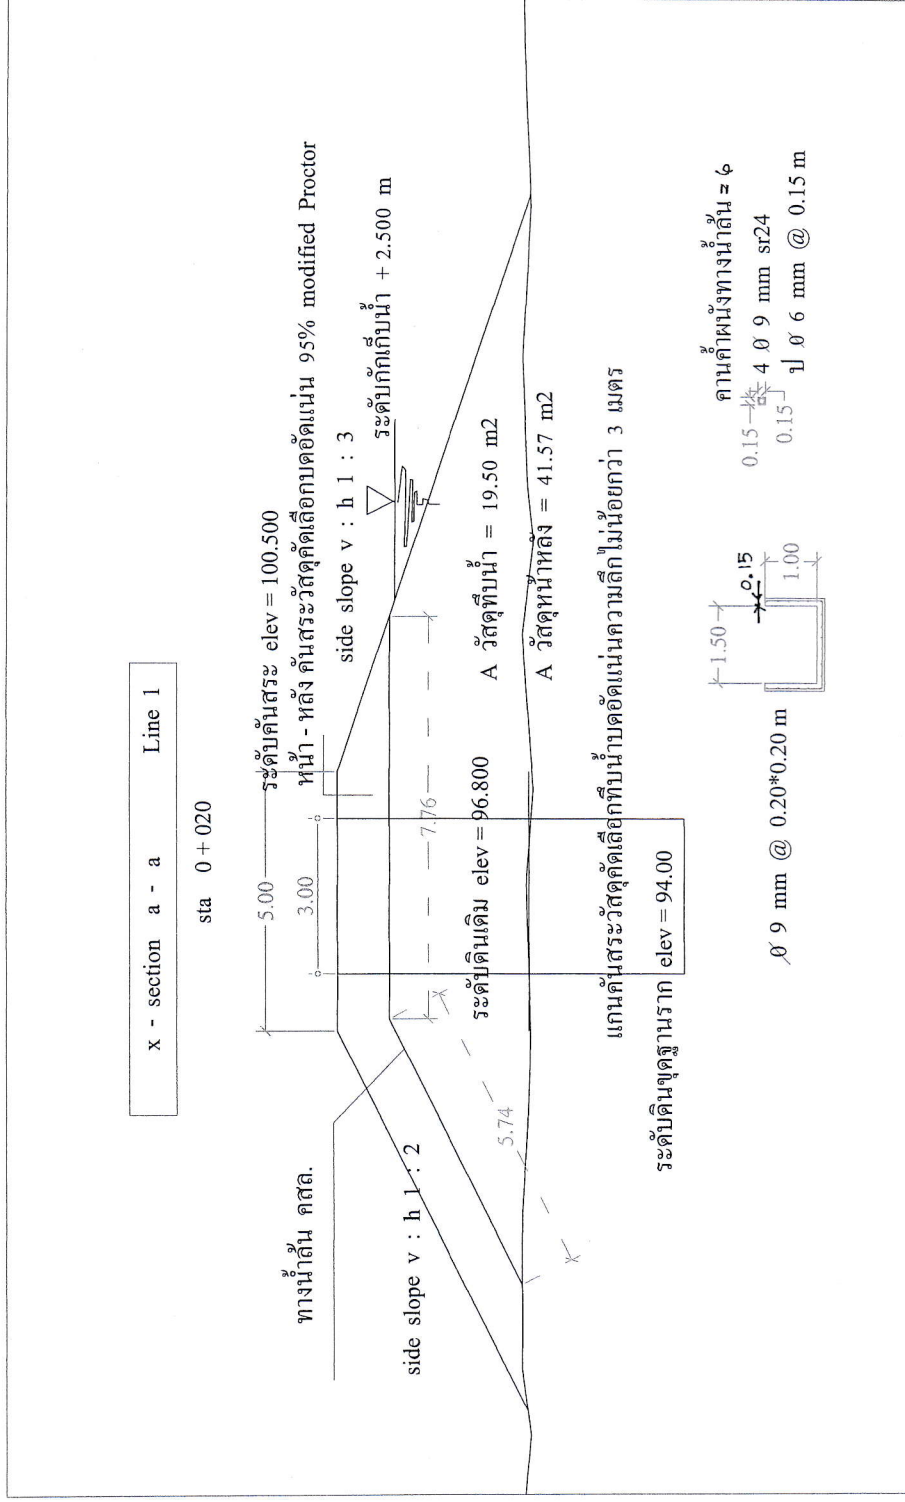 x - section a - a Line 1
sta 0 + 020
5.00
3.00
ระดับคันสระ elev = 100.500
หน้า - หลัง คันสระวัสดุคัดเลือกบดอัดแน่น 95% modified Proctor
side slope v : h 1 : 3
ระดับกักเก็บน้ำ + 2.500 m
ทางน้ำล้น คสล.
side slope v : h 1 : 2
7.76
5.74
ระดับดินเดิม elev = 96.800
A วัสดุทึบน้ำ = 19.50 m2
A วัสดุหน้าหลัง = 41.57 m2
แกนคันสระวัสดุคัดเลือกทึบน้ำบดอัดแน่นความลึกไม่น้อยกว่า 3 เมตร
ระดับดินขุดฐานราก elev = 94.00
Ø 9 mm @ 0.20*0.20 m
1.50
0.15
1.00
คานค้ำผนังทางน้ำล้น = 6
0.15
4 Ø 9 mm sr24
0.15
ป Ø 6 mm @ 0.15 m